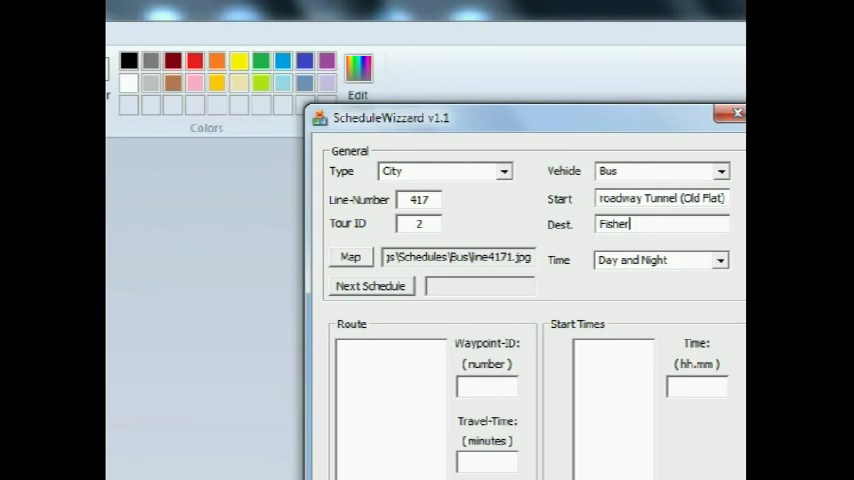 Edit
Colors
ScheduleWizzard v1.1
General
Type City Vehicle Bus
Line-Number 417 Start roadway Tunnel (Old Flat)
Tour ID 2 Dest. Fisher
Map js\Schedules\Bus\line4171.jpg Time Day and Night
Next Schedule
Route Start Times
Waypoint-ID: Time:
(number) (hh.mm)
Travel-Time:
(minutes)